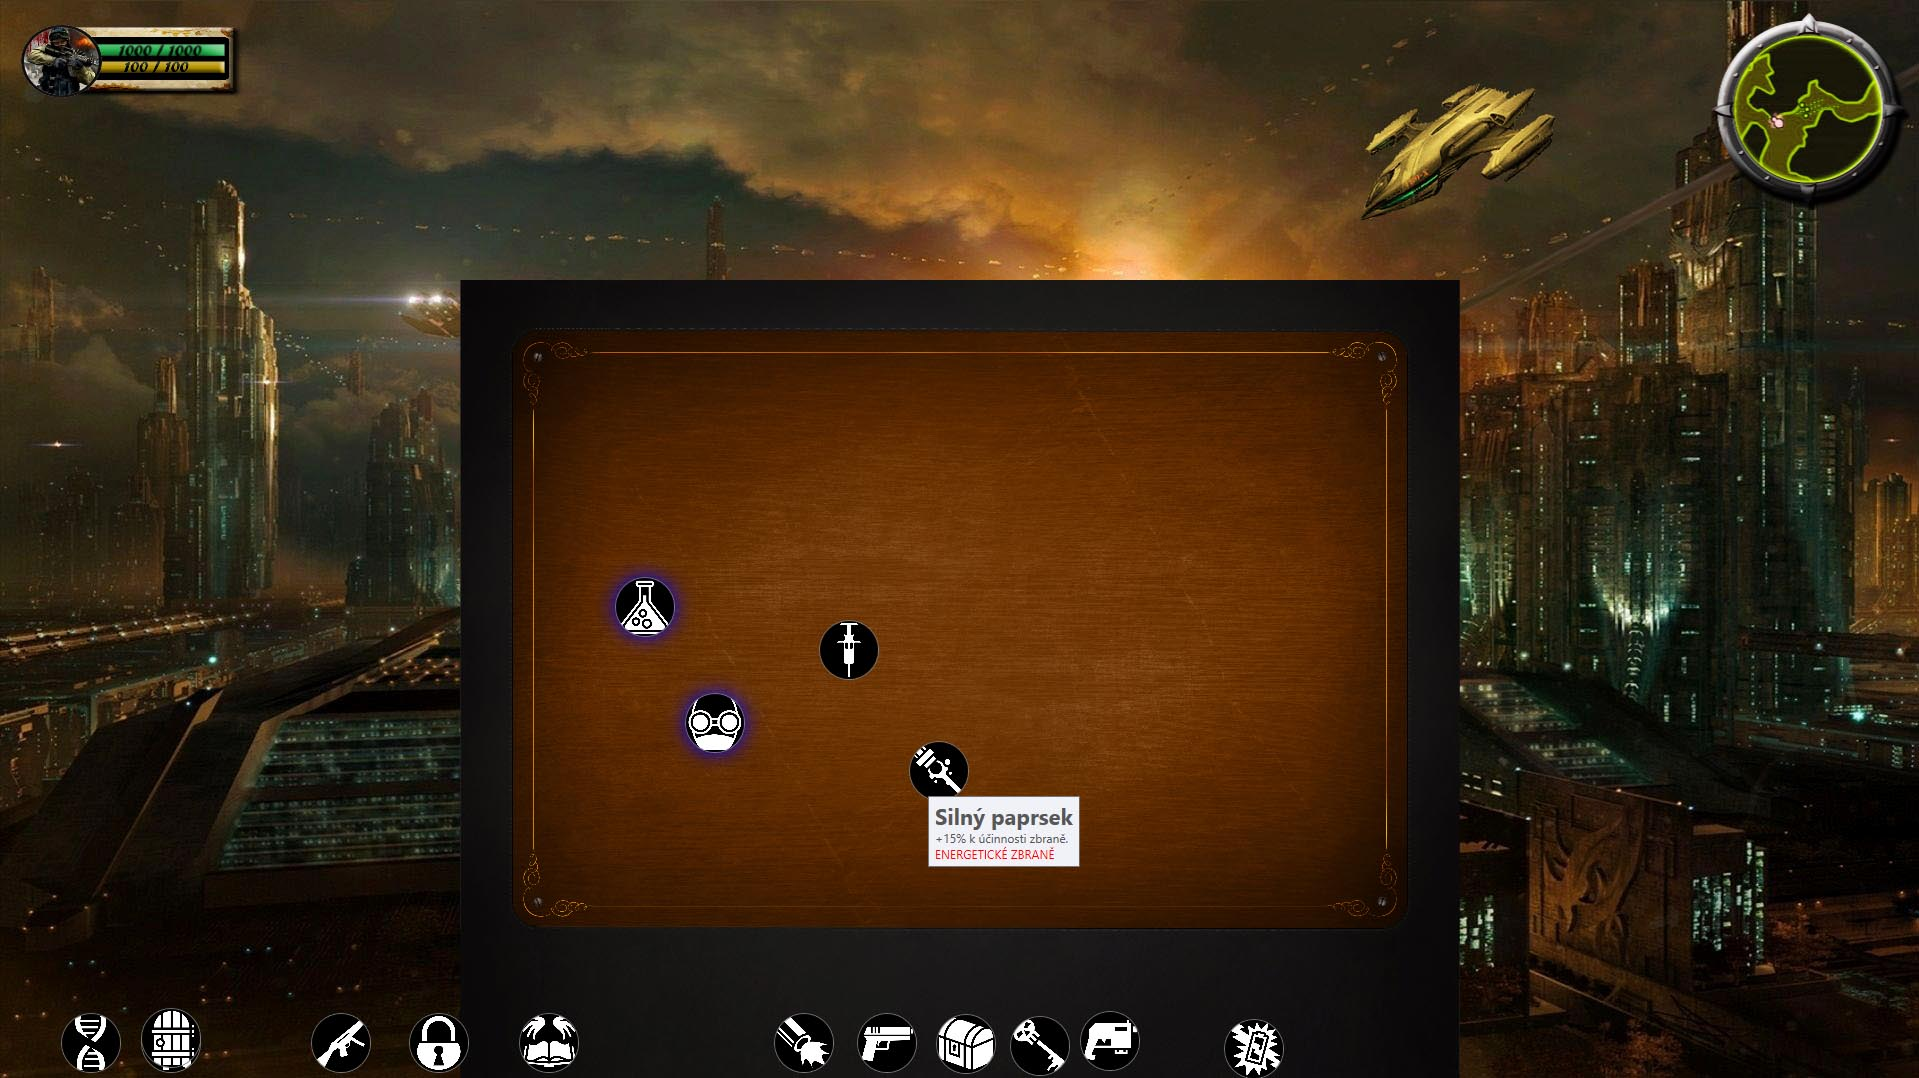 1000 / 1000
100 / 100
Silný paprsek
+15% k účinnosti zbraně.
ENERGETICKÉ ZBRANĚ